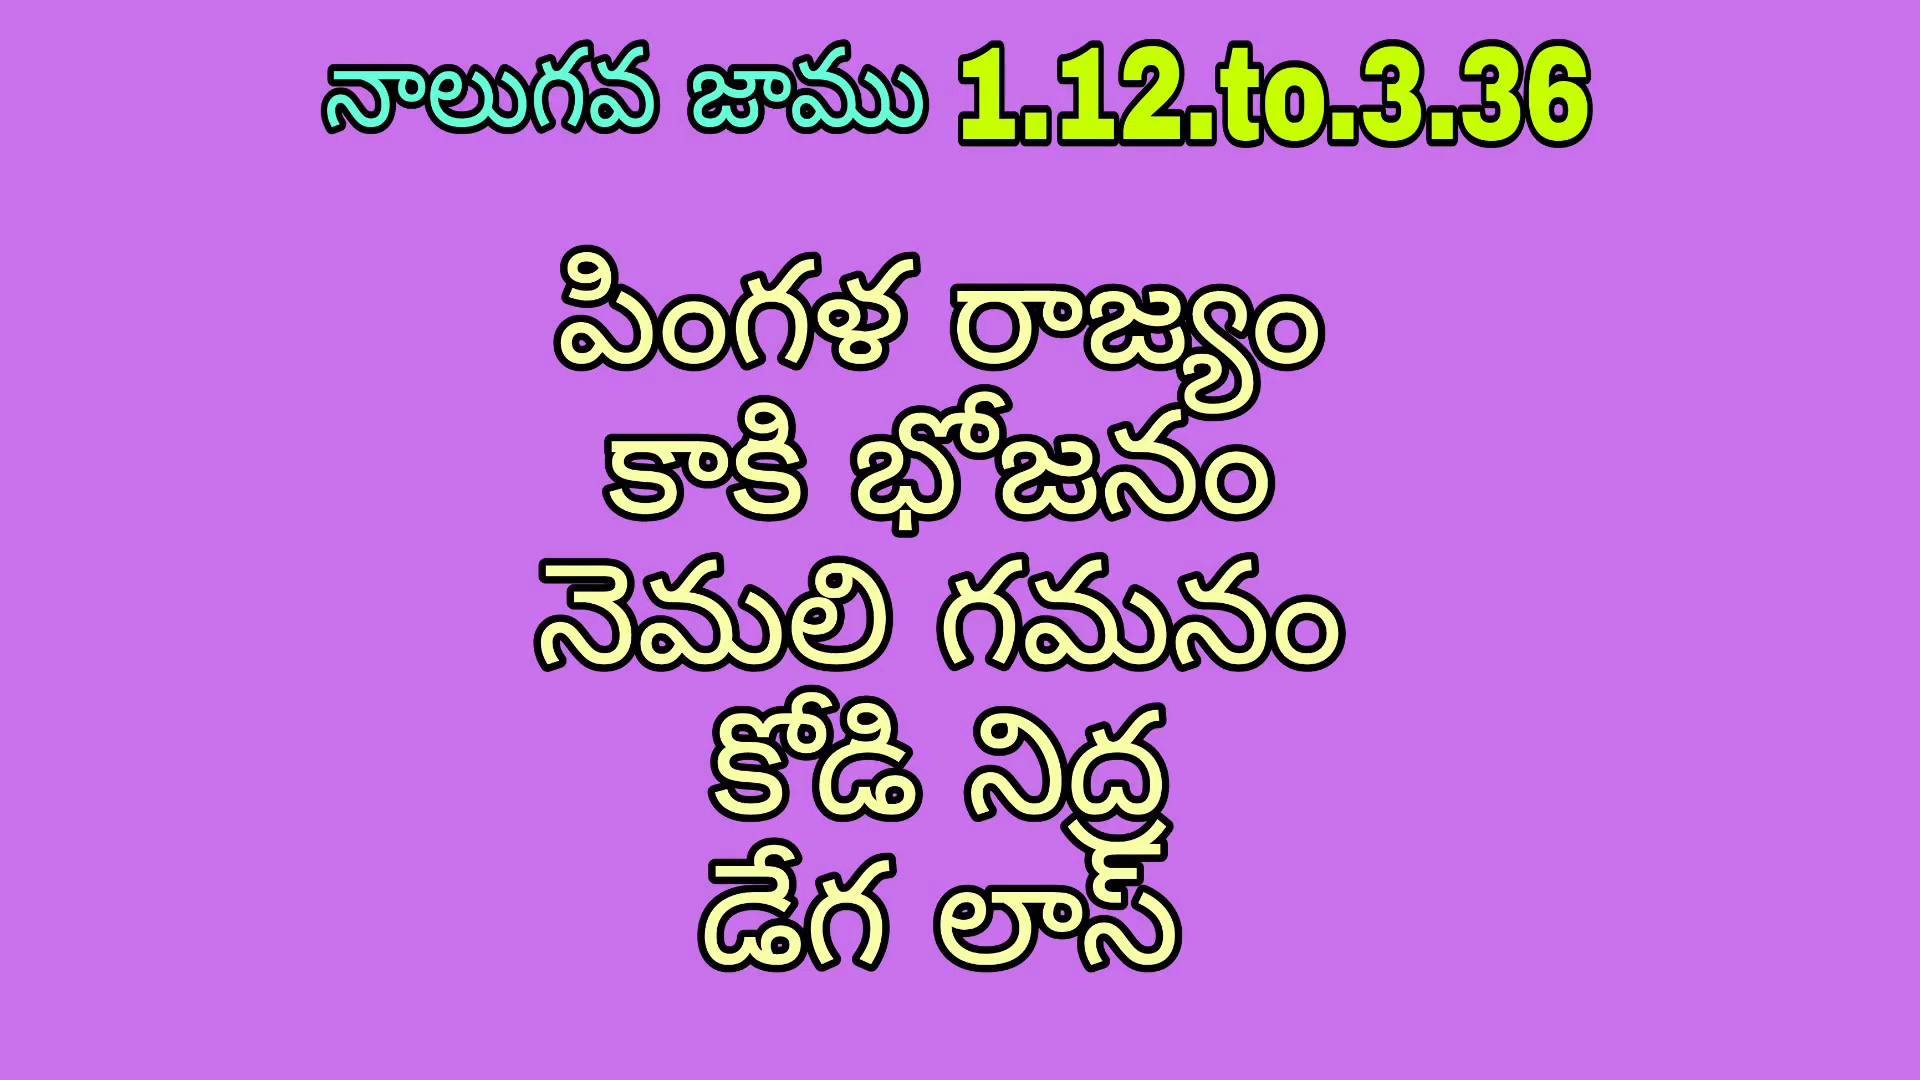 నాలుగవ జాము 1.12.to.3.36
పింగళ రాజ్యం
కాకి భోజనం
నెమలి గమనం
కోడి నిద్ర
డేగ లాస్